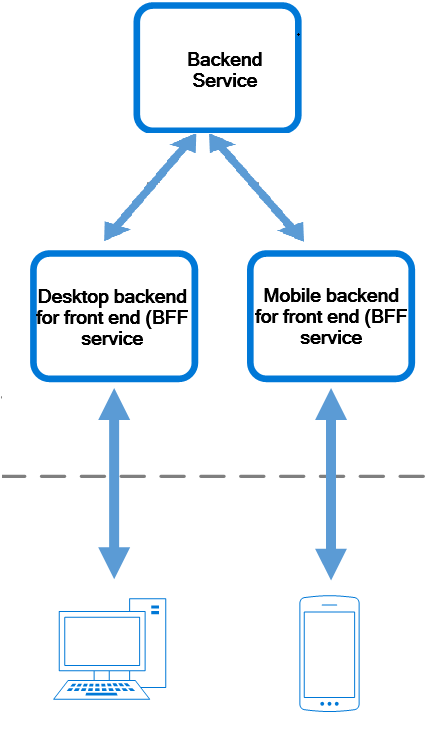 Backend
Service
Desktop backend
for front end (BFF
service
Mobile backend
for front end (BFF
service